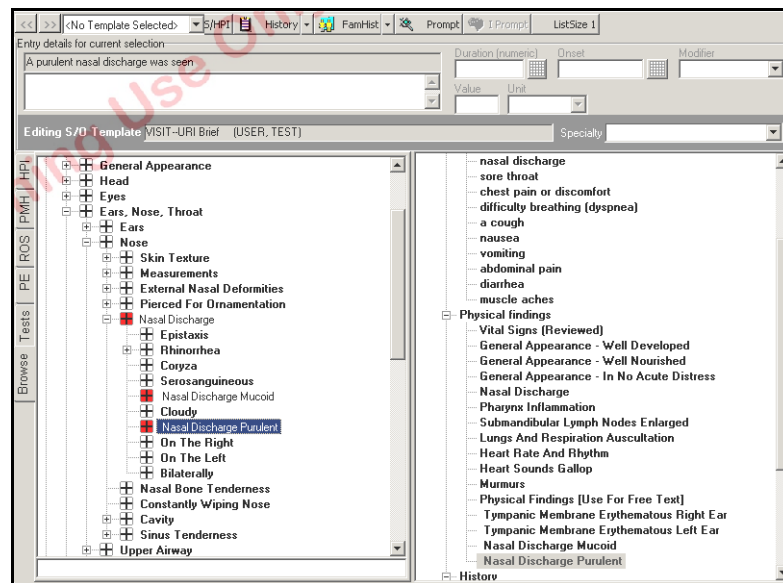 << >> <No Template Selected> S/HPI History FamHist Prompt I Prompt ListSize 1
Entry details for current selection
A purulent nasal discharge was seen
Duration (numeric) Onset Modifier
Value Unit
Editing S/O Template VISIT-URI Brief (USER, TEST) Specialty
ning Use On
HPI
PMH
ROS
PE
Tests
Browse
General Appearance
Head
Eyes
Ears, Nose, Throat
Ears
Nose
Skin Texture
Measurements
External Nasal Deformities
Pierced For Ornamentation
Nasal Discharge
Epistaxis
Rhinorrhea
Coryza
Serosanguineous
Nasal Discharge Mucoid
Cloudy
Nasal Discharge Purulent
On The Right
On The Left
Bilaterally
Nasal Bone Tenderness
Constantly Wiping Nose
Cavity
Sinus Tenderness
Upper Airway
nasal discharge
sore throat
chest pain or discomfort
difficulty breathing (dyspnea)
a cough
nausea
vomiting
abdominal pain
diarrhea
muscle aches
Physical findings
Vital Signs (Reviewed)
General Appearance - Well Developed
General Appearance - Well Nourished
General Appearance - In No Acute Distress
Nasal Discharge
Pharynx Inflammation
Submandibular Lymph Nodes Enlarged
Lungs And Respiration Auscultation
Heart Rate And Rhythm
Heart Sounds Gallop
Murmurs
Physical Findings [Use For Free Text]
Tympanic Membrane Erythematous Right Ear
Tympanic Membrane Erythematous Left Ear
Nasal Discharge Mucoid
Nasal Discharge Purulent
History